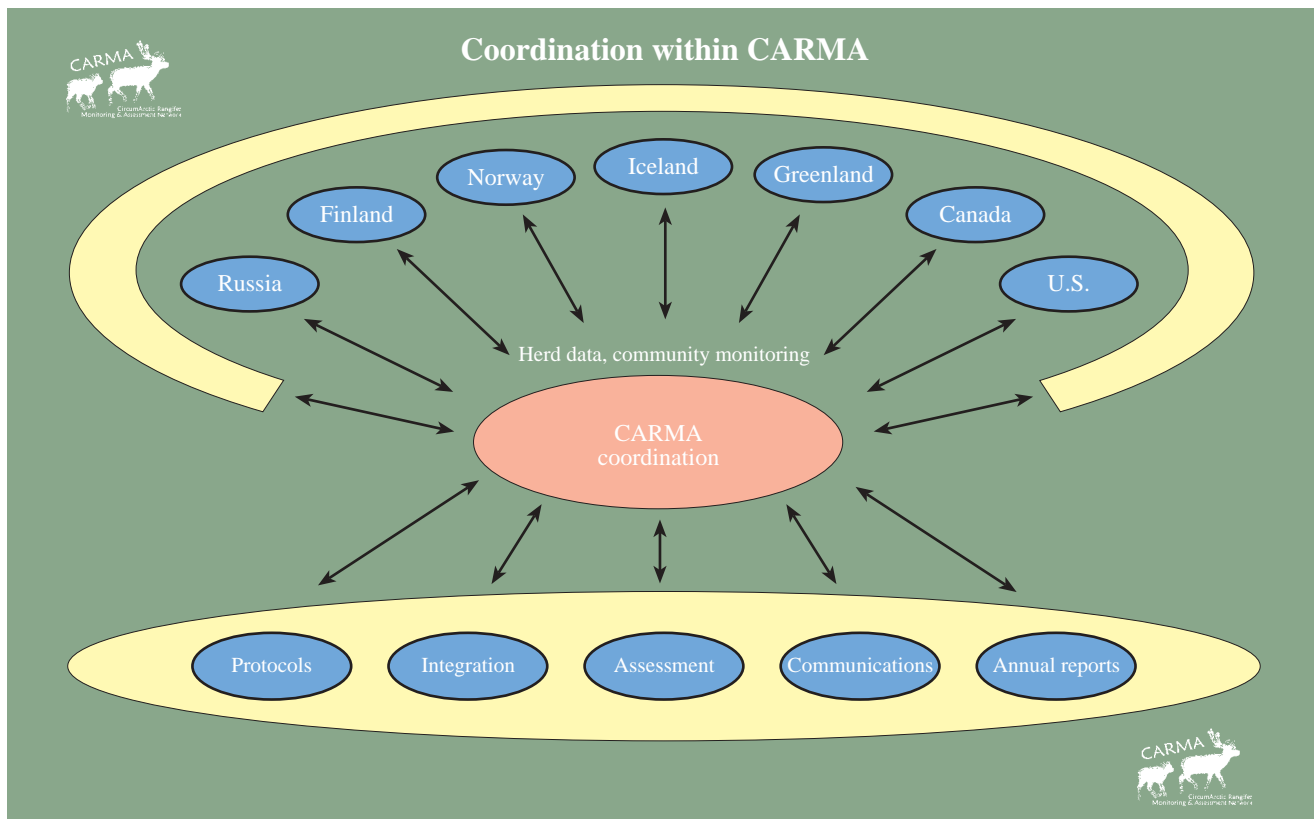 Coordination within CARMA
CARMA
CircumArctic Rangifer
Monitoring & Assessment Network
Iceland
Norway
Greenland
Finland
Canada
Russia
U.S.
Herd data, community monitoring
CARMA
coordination
Protocols
Integration
Assessment
Communications
Annual reports
CARMA
CircumArctic Rangifer
Monitoring & Assessment Network